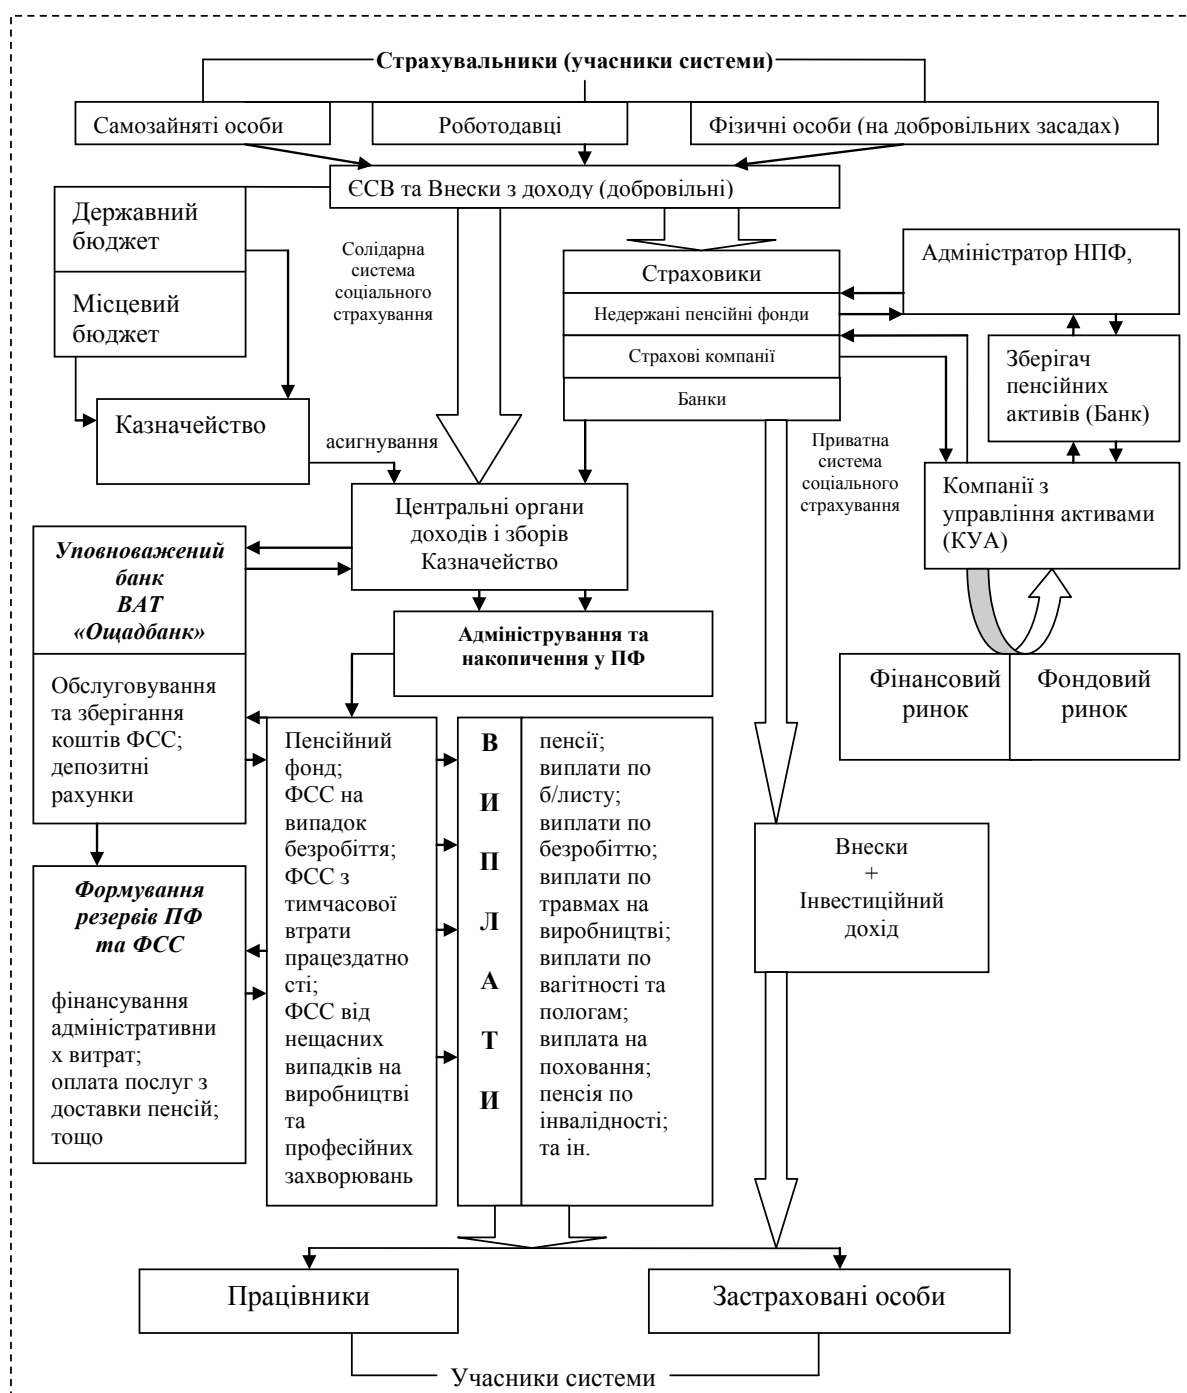 Страхувальники (учасники системи)
Самозайняті особи
Роботодавці
Фізичні особи (на добровільних засадах)
ЄСВ та Внески з доходу (добровільні)
Державний
бюджет
Місцевий
бюджет
Солідарна
система
соціального
страхування
Страховики
Недержані пенсійні фонди
Страхові компанії
Банки
Адміністратор НПФ,
Зберігач
пенсійних
активів (Банк)
Казначейство
асигнування
Приватна
система
соціального
страхування
Компанії з
управління активами
(КУА)
Центральні органи
доходів і зборів
Казначейство
Уповноважений
банк
ВАТ
«Ощадбанк»
Адміністрування та
накопичення у ПФ
Фінансовий
ринок
Фондовий
ринок
Обслуговування
та зберігання
коштів ФСС;
депозитні
рахунки
Пенсійний
фонд;
ФСС на
випадок
безробіття;
ФСС з
тимчасової
втрати
працездатно
сті;
ФСС від
нещасних
випадків на
виробництві
та
професійних
захворювань
В
И
П
Л
А
Т
И
пенсії;
виплати по
б/листу;
виплати по
безробіттю;
виплати по
травмах на
виробництві;
виплати по
вагітності та
пологам;
виплата на
поховання;
пенсія по
інвалідності;
та ін.
Внески
+
Інвестиційний
дохід
Формування
резервів ПФ
та ФСС
фінансування
адміністративни
х витрат;
оплата послуг з
доставки пенсій;
тощо
Працівники
Застраховані особи
Учасники системи